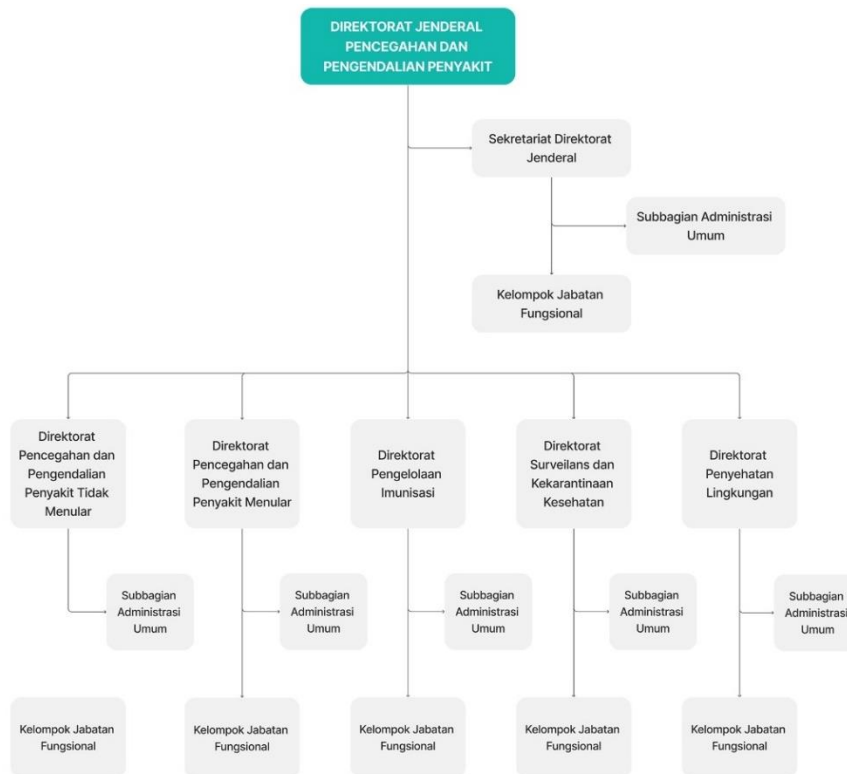 DIREKTORAT JENDERAL
PENCEGAHAN DAN
PENGENDALIAN PENYAKIT
Sekretariat Direktorat
Jenderal
Subbagian Administrasi
Umum
Kelompok Jabatan
Fungsional
Direktorat
Pencegahan dan
Pengendalian
Penyakit Tidak
Menular
Direktorat
Pencegahan dan
Pengendalian
Penyakit Menular
Direktorat
Pengelolaan
Imunisasi
Direktorat
Surveilans dan
Kekarantinaan
Kesehatan
Direktorat
Penyehatan
Lingkungan
Subbagian
Administrasi
Umum
Subbagian
Administrasi
Umum
Subbagian
Administrasi
Umum
Subbagian
Administrasi
Umum
Subbagian
Administrasi
Umum
Kelompok Jabatan
Fungsional
Kelompok Jabatan
Fungsional
Kelompok Jabatan
Fungsional
Kelompok Jabatan
Fungsional
Kelompok Jabatan
Fungsional